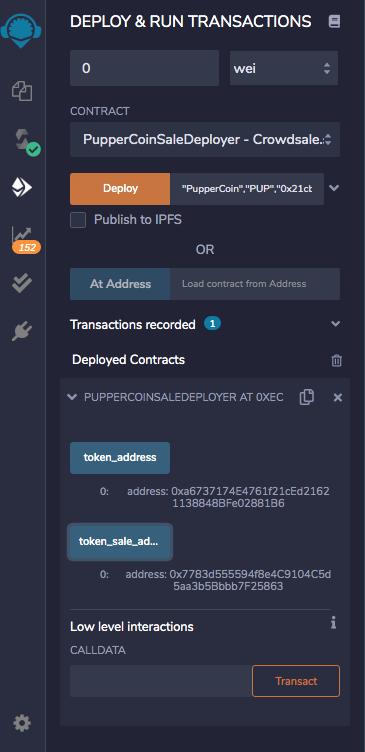 DEPLOY & RUN TRANSACTIONS
0
wei
CONTRACT
PupperCoinSaleDeployer - Crowdsale.
Deploy
"PupperCoin","PUP","0x21ct
Publish to IPFS
OR
At Address
Load contract from Address
152
Transactions recorded
1
Deployed Contracts
PUPPERCOINSALEDEPLOYER AT 0XEC
token_address
0: address: 0xa6737174E4761f21cEd2162
1138848BFe02881B6
token_sale_ad...
0: address: 0x7783d555594f8e4C9104C5d
5aa3b5Bbbb7F25863
Low level interactions
i
CALLDATA
Transact